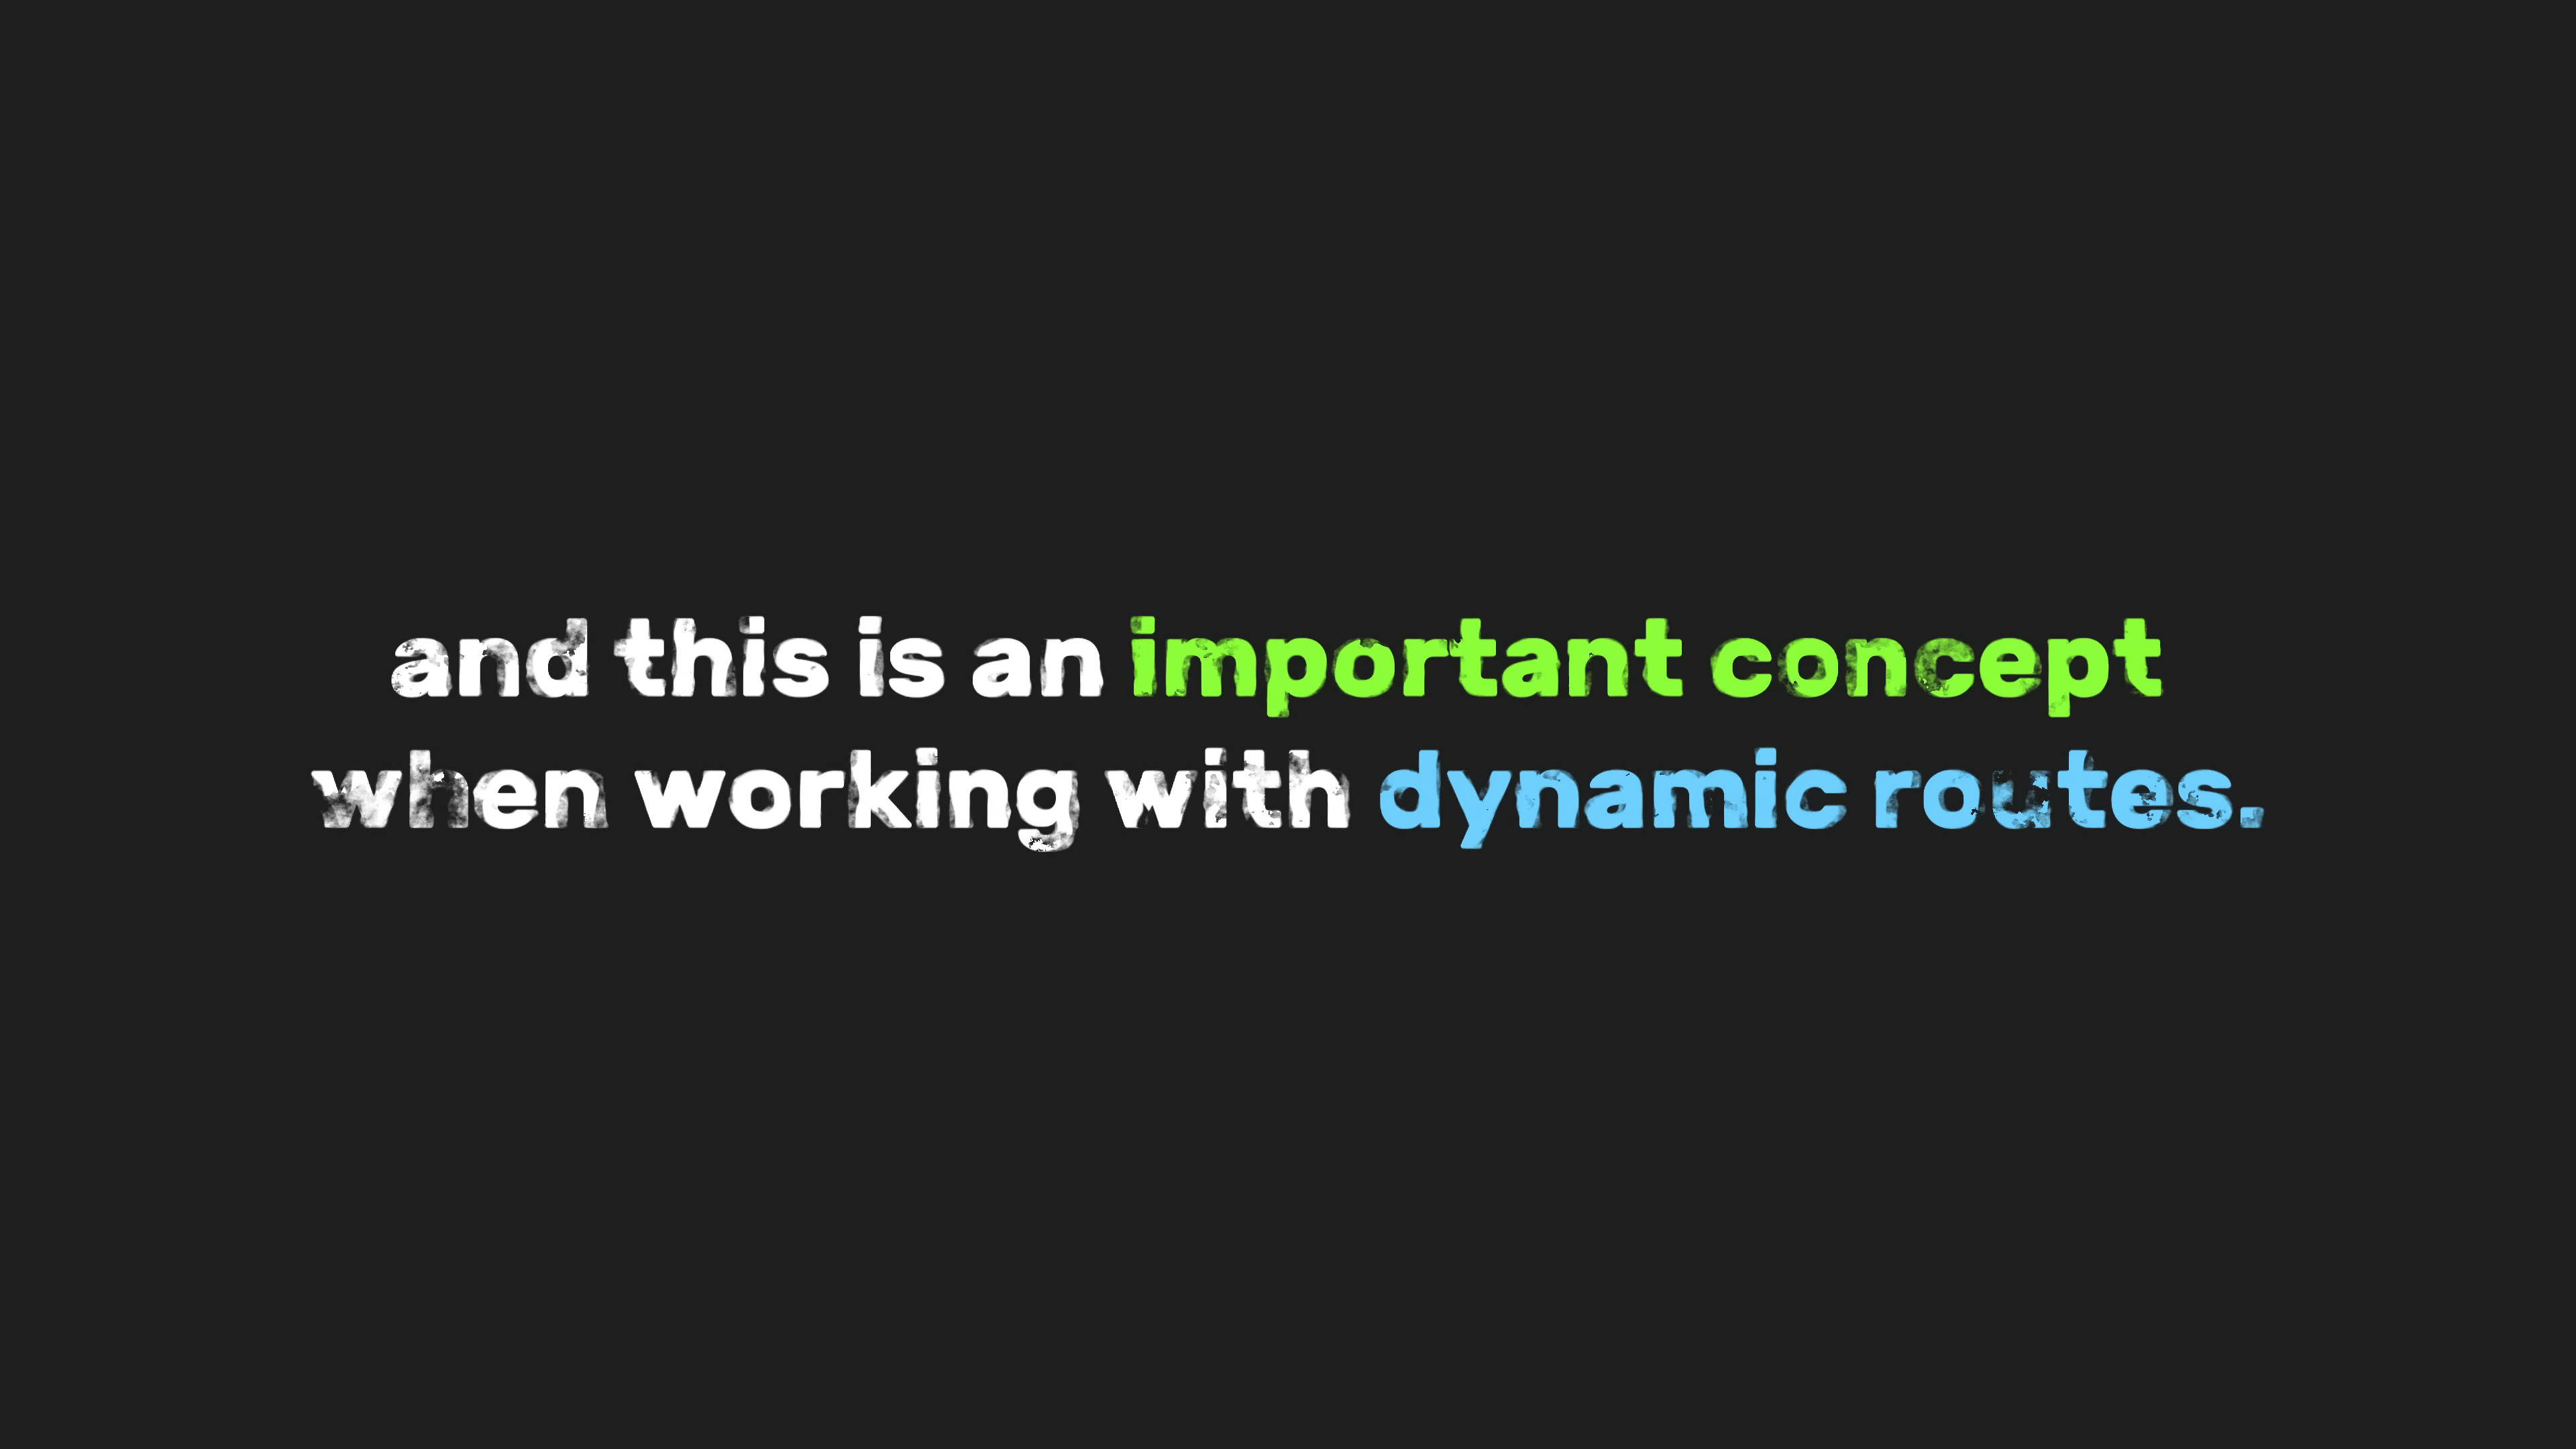 and this is an important concept
when working with dynamic routes.